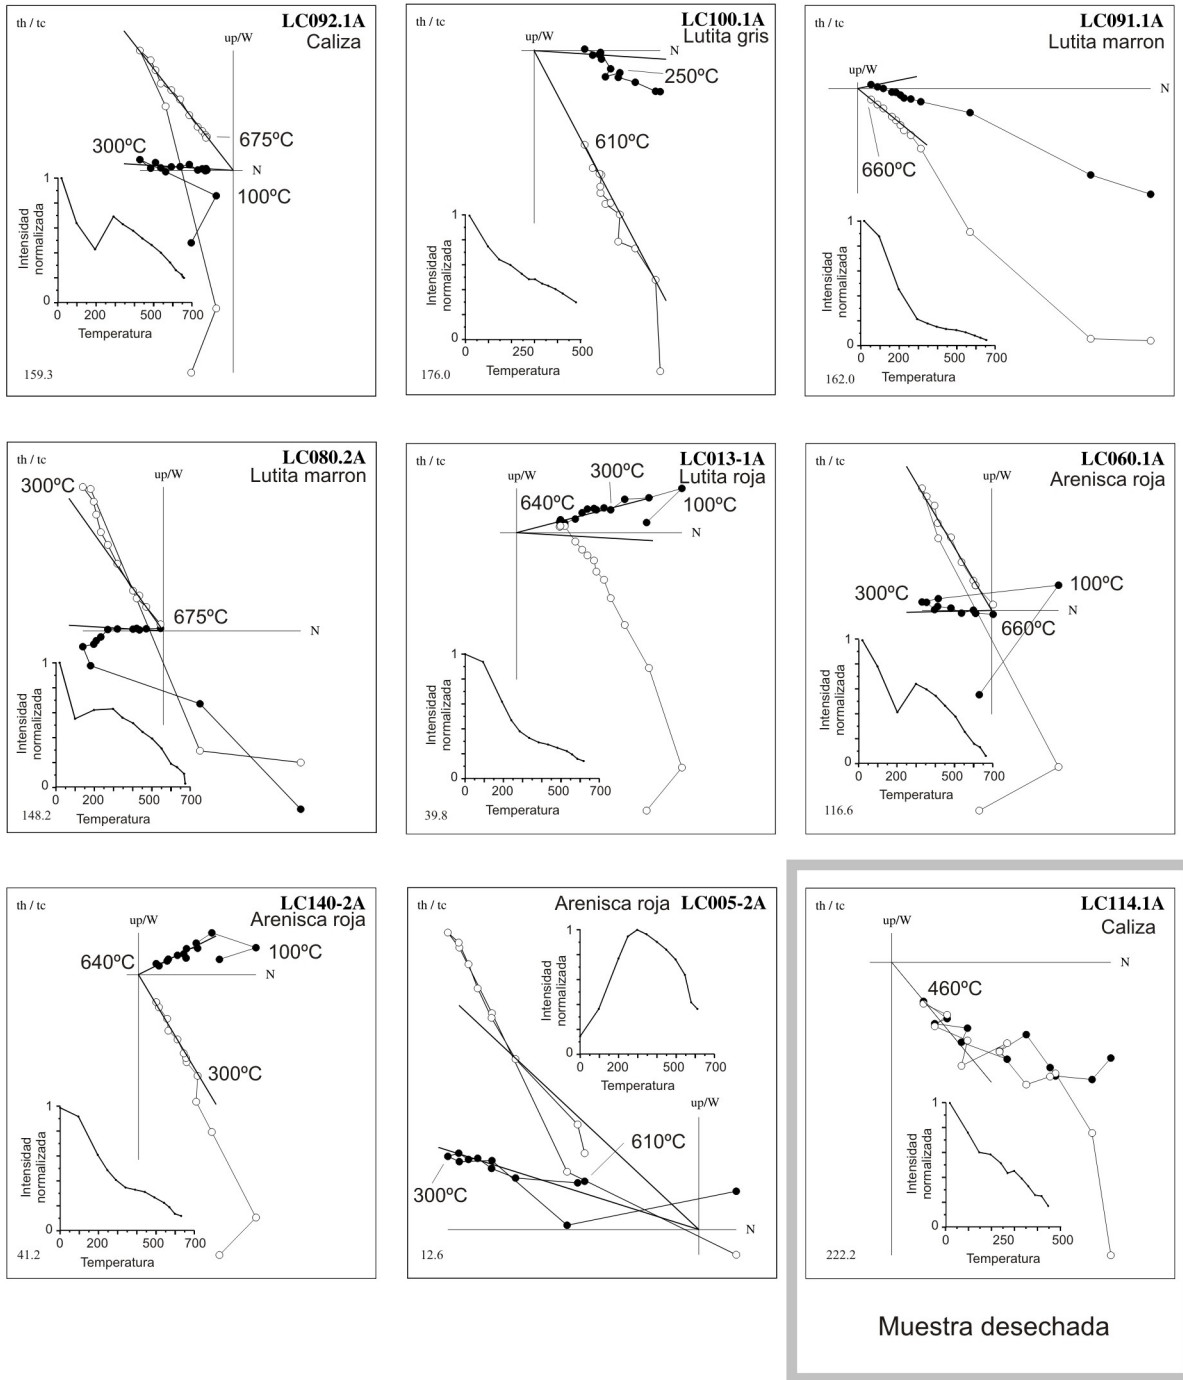 th / tc
LC092.1A
Caliza
up/W
675ºC
300ºC
N
100ºC
Intensidad normalizada
1
0
0 200 500 700
Temperatura
159.3
th / tc
LC100.1A
Lutita gris
up/W
N
250ºC
610ºC
Intensidad normalizada
1
0
0 250 500
Temperatura
176.0
th / tc
LC091.1A
Lutita marron
up/W
N
660ºC
Intensidad normalizada
1
0
0 200 500 700
Temperatura
162.0
th / tc
LC080.2A
Lutita marron
up/W
300ºC
675ºC
N
Intensidad normalizada
1
0
0 200 500 700
Temperatura
148.2
th / tc
LC013-1A
Lutita roja
up/W
300ºC
640ºC
100ºC
N
Intensidad normalizada
1
0
0 200 500 700
Temperatura
39.8
th / tc
LC060.1A
Arenisca roja
up/W
100ºC
300ºC
N
660ºC
Intensidad normalizada
1
0
0 200 500 700
Temperatura
116.6
th / tc
LC140-2A
Arenisca roja
up/W
100ºC
640ºC
N
300ºC
Intensidad normalizada
1
0
0 200 500 700
Temperatura
41.2
Arenisca roja LC005-2A
th / tc
Intensidad normalizada
1
0
0 200 500 700
Temperatura
up/W
610ºC
300ºC
N
12.6
th / tc
LC114.1A
Caliza
up/W
N
460ºC
Intensidad normalizada
1
0
0 250 500
Temperatura
222.2
Muestra desechada